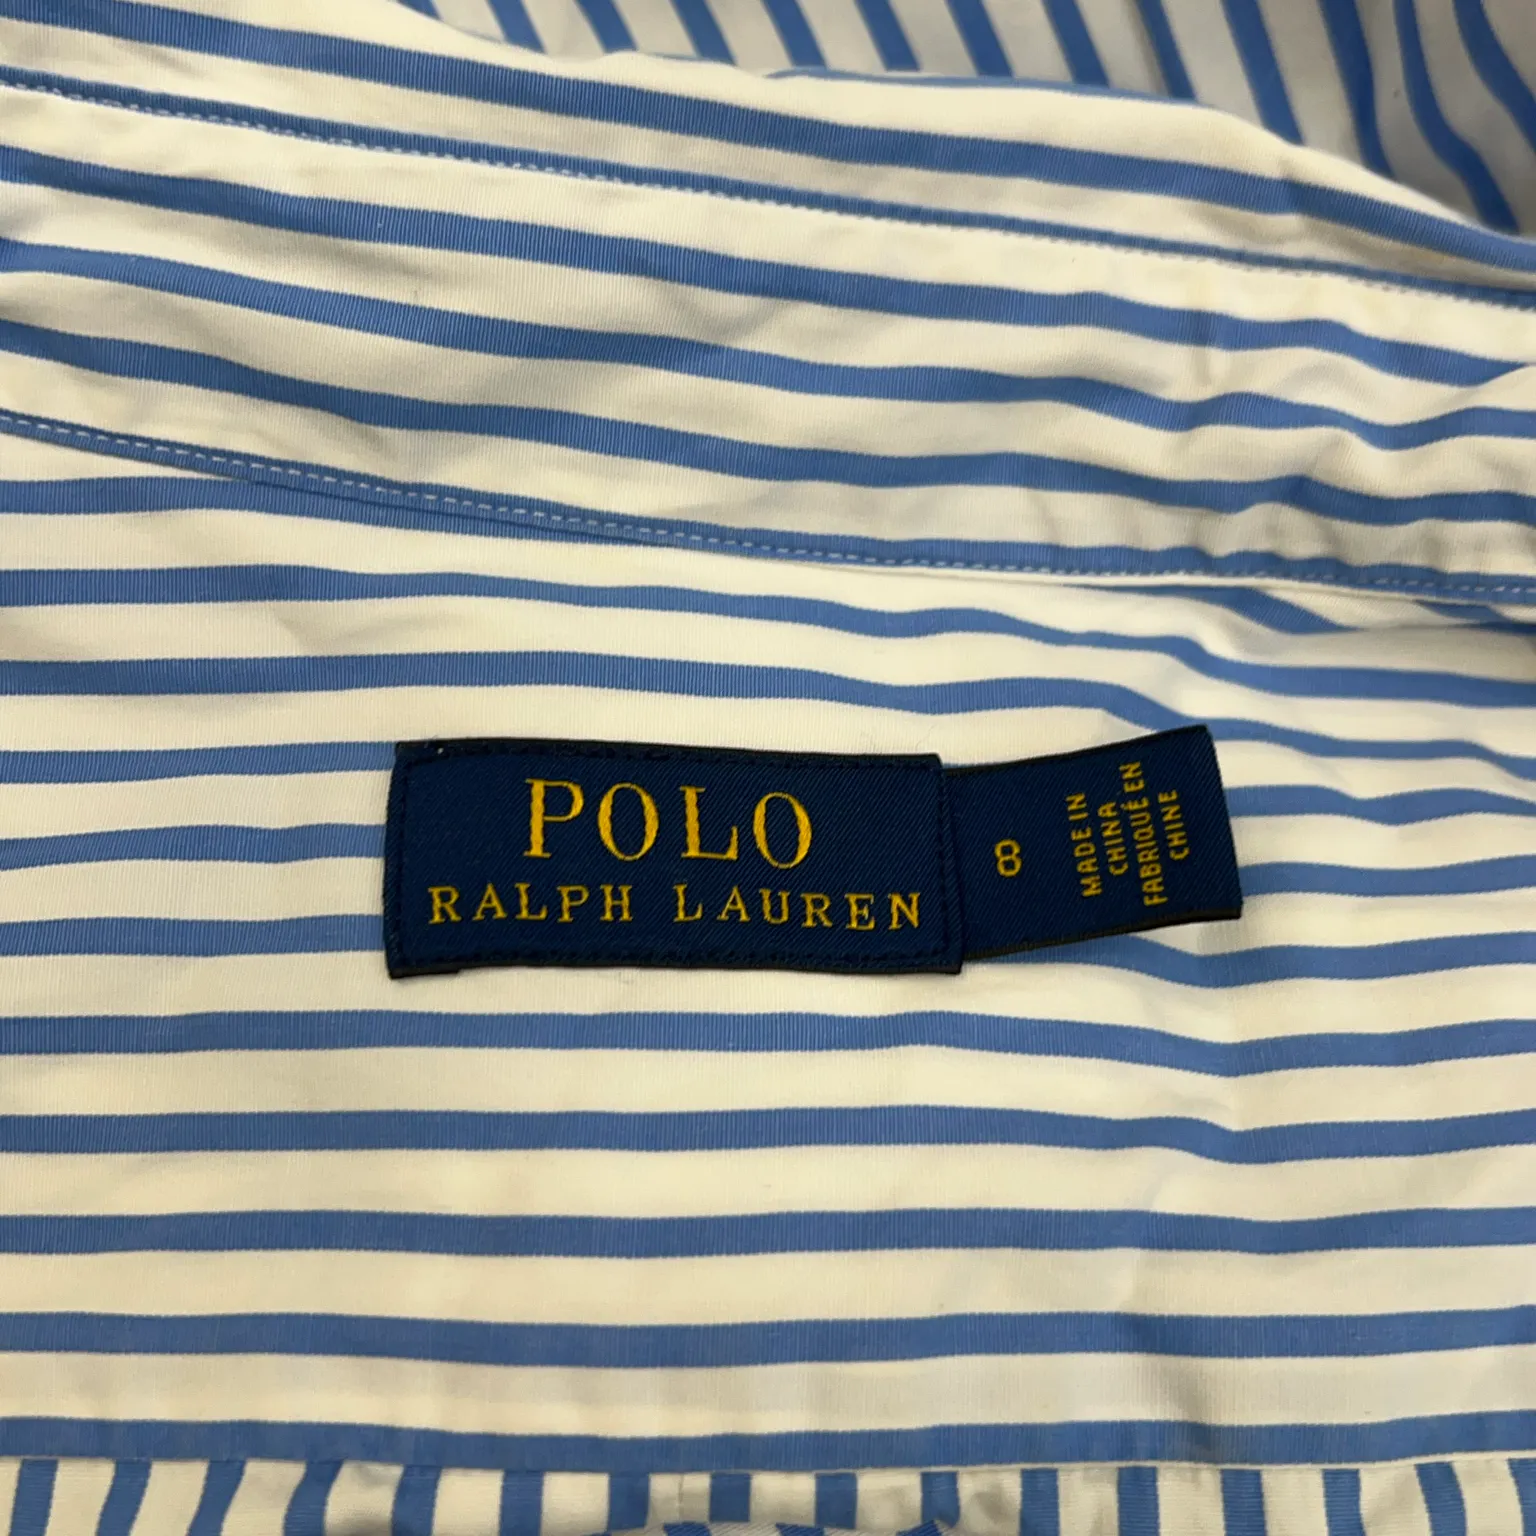 POLO
RALPH LAUREN
8
MADE IN
CHINA
FABRIQUÉ EN
CHINE